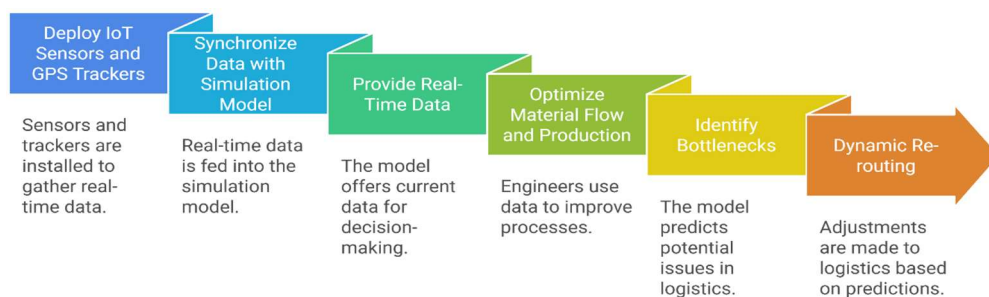 Deploy IoT
Sensors and
GPS Trackers
Sensors and
trackers are
installed to
gather real-
time data.
Synchronize
Data with
Simulation
Model
Real-time data
is fed into the
simulation
model.
Provide Real-
Time Data
The model
offers current
data for
decision-
making.
Optimize
Material Flow
and Production
Engineers use
data to improve
processes.
Identify
Bottlenecks
The model
predicts
potential
issues in
logistics.
Dynamic Re-
routing
Adjustments
are made to
logistics based
on predictions.